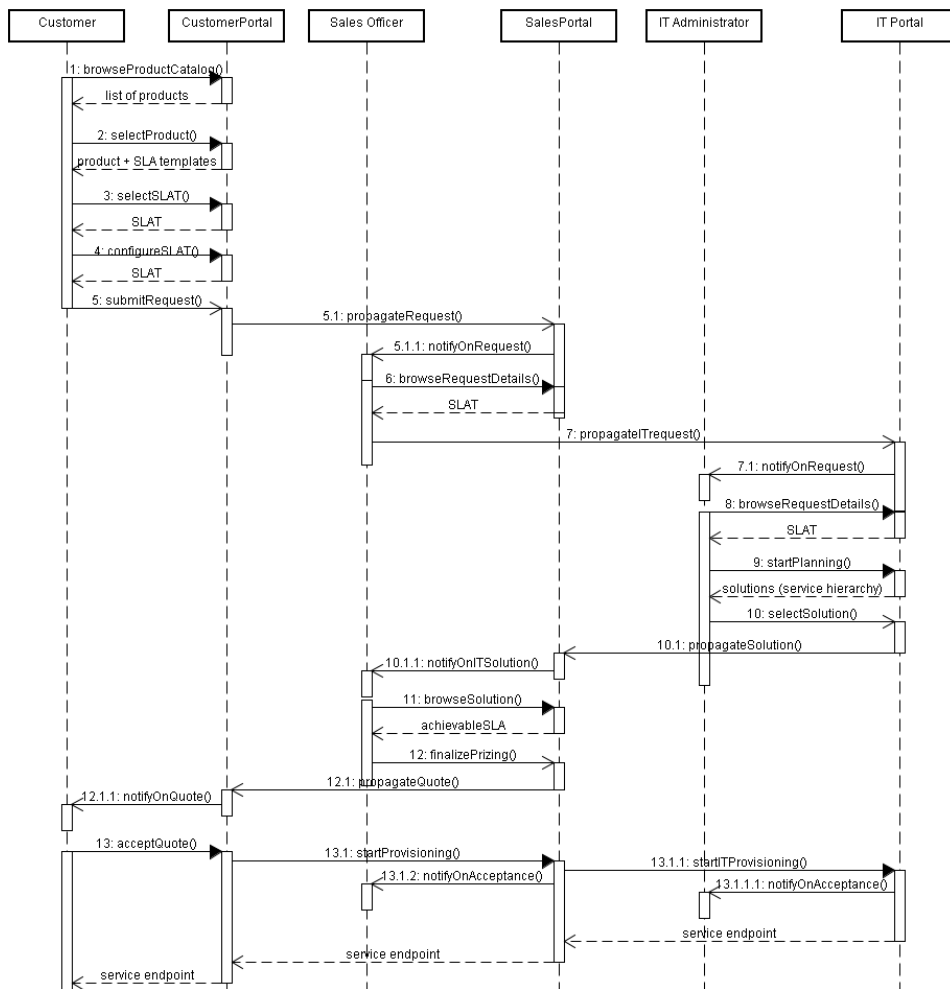 Customer
CustomerPortal
Sales Officer
SalesPortal
IT Administrator
IT Portal
1: browseProductCatalog()
list of products
2: selectProduct()
product + SLA templates
3: selectSLAT()
SLAT
4: configureSLAT()
SLAT
5: submitRequest()
5.1: propagateRequest()
5.1.1: notifyOnRequest()
6: browseRequestDetails()
SLAT
7: propagateITrequest()
7.1: notifyOnRequest()
8: browseRequestDetails()
SLAT
9: startPlanning()
solutions (service hierarchy)
10: selectSolution()
10.1: propagateSolution()
10.1.1: notifyOnITSolution()
11: browseSolution()
achievableSLA
12: finalizePrizing()
12.1: propagateQuote()
12.1.1: notifyOnQuote()
13: acceptQuote()
13.1: startProvisioning()
13.1.1: startITProvisioning()
13.1.2: notifyOnAcceptance()
13.1.1.1: notifyOnAcceptance()
service endpoint
service endpoint
service endpoint